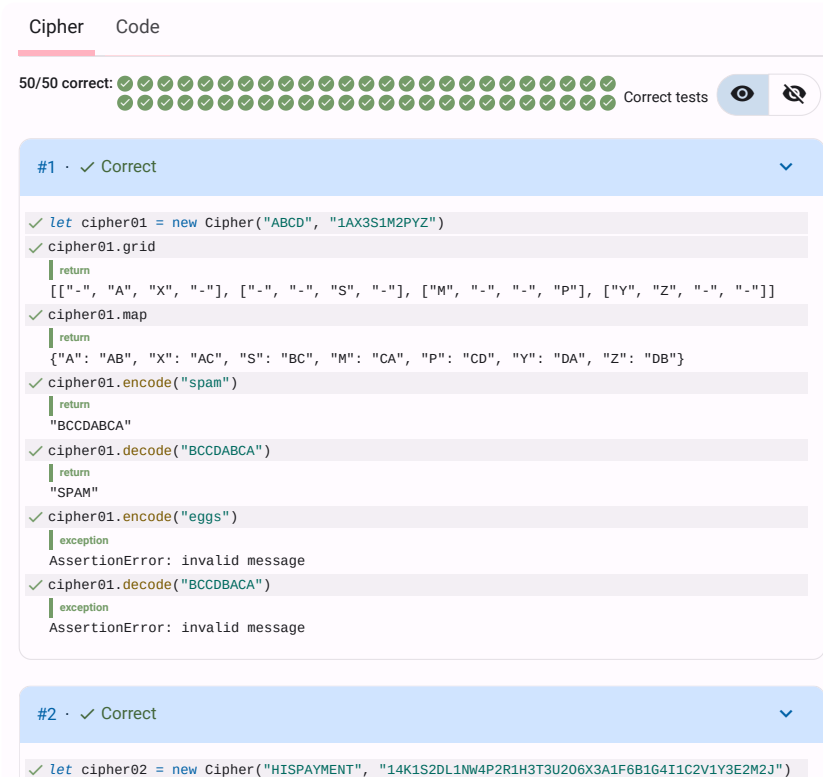 Cipher Code
50/50 correct:
Correct tests
#1 · Correct
let cipher01 = new Cipher("ABCD", "1AX3S1M2PYZ")
cipher01.grid
return
[["-", "A", "X", "-"], ["-", "-", "S", "-"], ["M", "-", "-", "P"], ["Y", "Z", "-", "-"]]
cipher01.map
return
{"A": "AB", "X": "AC", "S": "BC", "M": "CA", "P": "CD", "Y": "DA", "Z": "DB"}
cipher01.encode("spam")
return
"BCCDABCA"
cipher01.decode("BCCDABCA")
return
"SPAM"
cipher01.encode("eggs")
exception
AssertionError: invalid message
cipher01.decode("BCCDBACA")
exception
AssertionError: invalid message
#2 · Correct
let cipher02 = new Cipher("HISPAYMENT", "14K1S2DL1NW4P2R1H3T3U2O6X3A1F6B1G4I1C2V1Y3E2M2J")